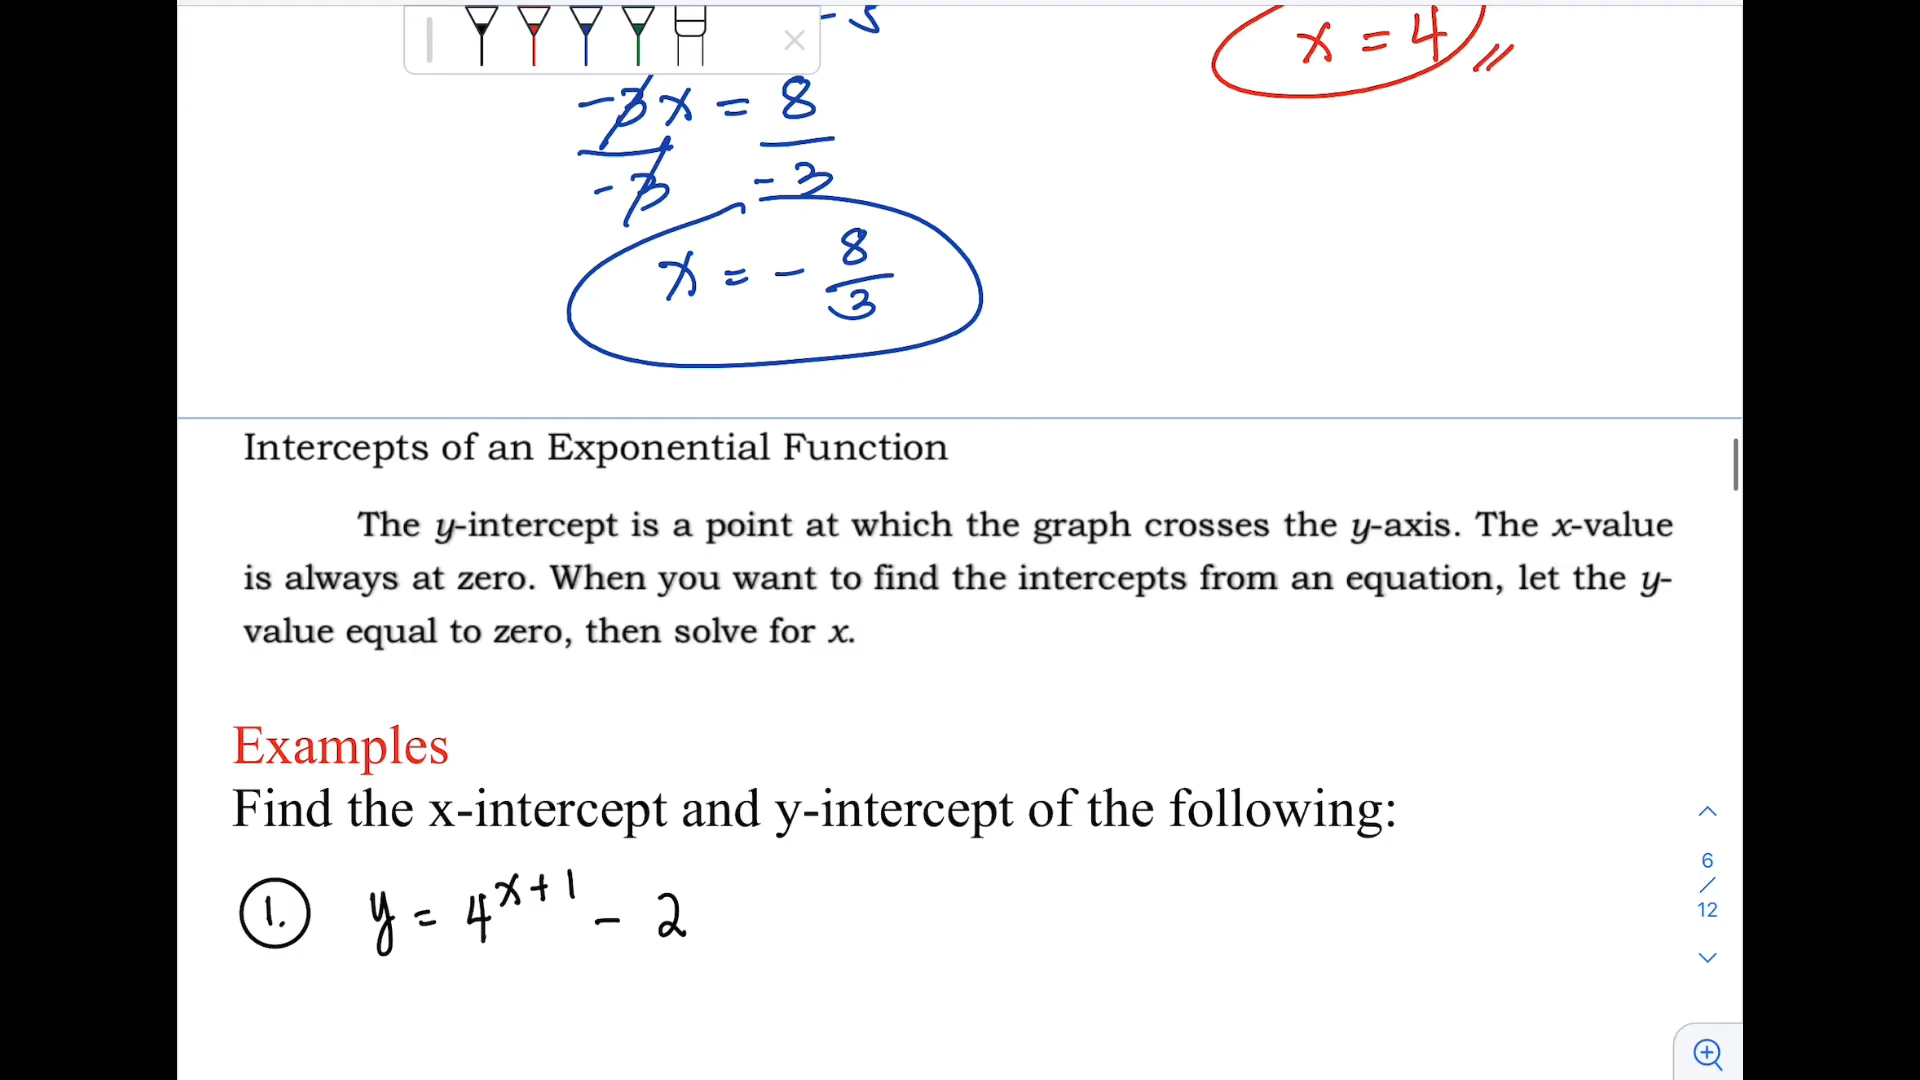 - 5
x = 4
-3x = 8
-3 -3
x = - 8/3
Intercepts of an Exponential Function
The y-intercept is a point at which the graph crosses the y-axis. The x-value
is always at zero. When you want to find the intercepts from an equation, let the y-
value equal to zero, then solve for x.
Examples
Find the x-intercept and y-intercept of the following:
1. y = 4^{x+1} - 2
6
/
12